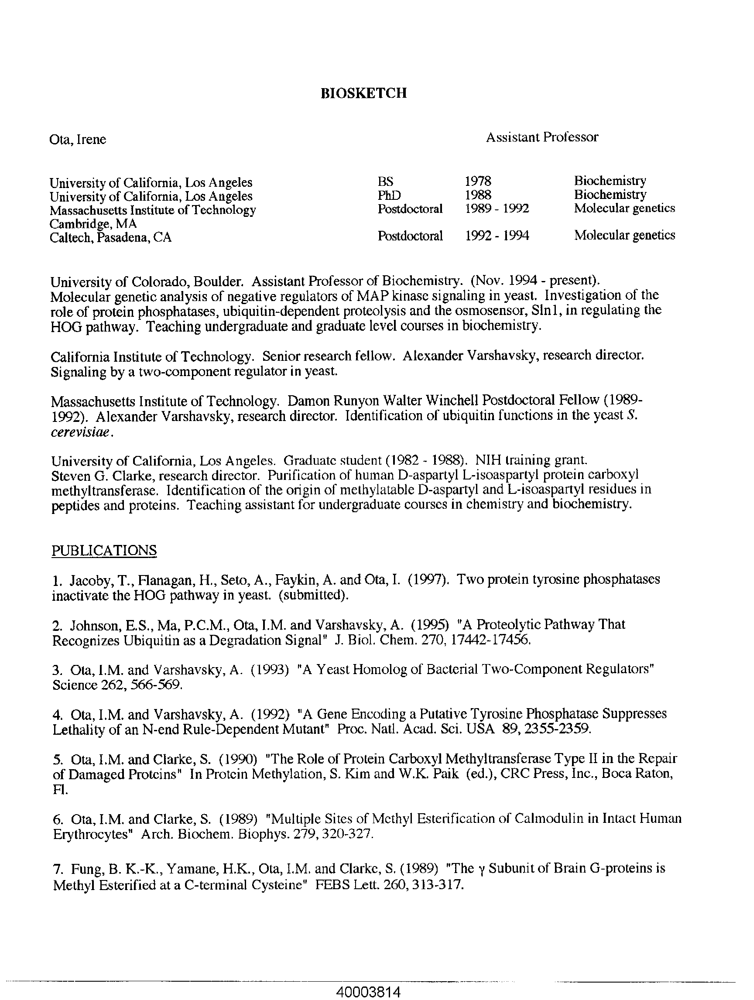 BIOSKETCH
Ota, Irene Assistant Professor
University of California, Los Angeles BS 1978 Biochemistry
University of California, Los Angeles PhD 1988 Biochemistry
Massachusetts Institute of Technology Postdoctoral 1989 - 1992 Molecular genetics
Cambridge, MA
Caltech, Pasadena, CA Postdoctoral 1992 - 1994 Molecular genetics
University of Colorado, Boulder. Assistant Professor of Biochemistry. (Nov. 1994 - present).
Molecular genetic analysis of negative regulators of MAP kinase signaling in yeast. Investigation of the
role of protein phosphatases, ubiquitin-dependent proteolysis and the osmosensor, Sln1, in regulating the
HOG pathway. Teaching undergraduate and graduate level courses in biochemistry.
California Institute of Technology. Senior research fellow. Alexander Varshavsky, research director.
Signaling by a two-component regulator in yeast.
Massachusetts Institute of Technology. Damon Runyon Walter Winchell Postdoctoral Fellow (1989-
1992). Alexander Varshavsky, research director. Identification of ubiquitin functions in the yeast S.
cerevisiae.
University of California, Los Angeles. Graduate student (1982 - 1988). NIH training grant.
Steven G. Clarke, research director. Purification of human D-aspartyl L-isoaspartyl protein carboxyl
methyltransferase. Identification of the origin of methylatable D-aspartyl and L-isoaspartyl residues in
peptides and proteins. Teaching assistant for undergraduate courses in chemistry and biochemistry.
PUBLICATIONS
1. Jacoby, T., Flanagan, H., Seto, A., Faykin, A. and Ota, I. (1997). Two protein tyrosine phosphatases
inactivate the HOG pathway in yeast. (submitted).
2. Johnson, E.S., Ma, P.C.M., Ota, I.M. and Varshavsky, A. (1995) "A Proteolytic Pathway That
Recognizes Ubiquitin as a Degradation Signal" J. Biol. Chem. 270, 17442-17456.
3. Ota, I.M. and Varshavsky, A. (1993) "A Yeast Homolog of Bacterial Two-Component Regulators"
Science 262, 566-569.
4. Ota, I.M. and Varshavsky, A. (1992) "A Gene Encoding a Putative Tyrosine Phosphatase Suppresses
Lethality of an N-end Rule-Dependent Mutant" Proc. Natl. Acad. Sci. USA 89, 2355-2359.
5. Ota, I.M. and Clarke, S. (1990) "The Role of Protein Carboxyl Methyltransferase Type II in the Repair
of Damaged Proteins" In Protein Methylation, S. Kim and W.K. Paik (ed.), CRC Press, Inc., Boca Raton,
Fl.
6. Ota, I.M. and Clarke, S. (1989) "Multiple Sites of Methyl Esterification of Calmodulin in Intact Human
Erythrocytes" Arch. Biochem. Biophys. 279, 320-327.
7. Fung, B. K.-K., Yamane, H.K., Ota, I.M. and Clarke, S. (1989) "The γ Subunit of Brain G-proteins is
Methyl Esterified at a C-terminal Cysteine" FEBS Lett. 260, 313-317.
40003814